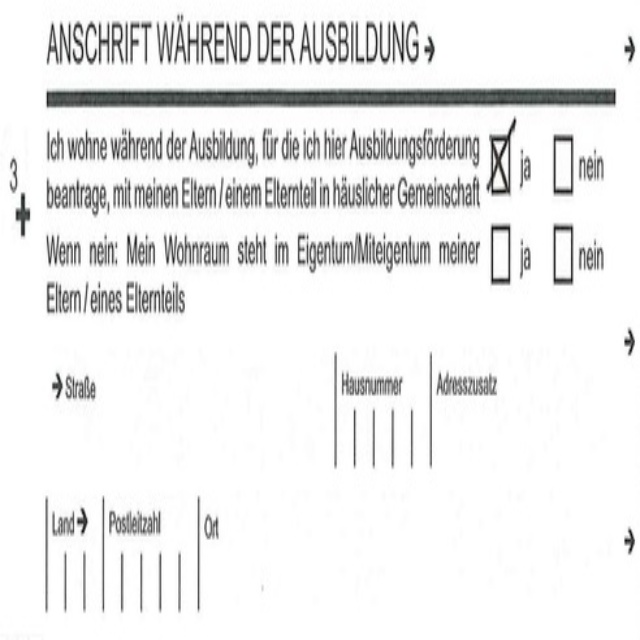 ANSCHRIFT WÄHREND DER AUSBILDUNG → →
Ich wohne während der Ausbildung, für die ich hier Ausbildungsförderung
beantrage, mit meinen Eltern / einem Elternteil in häuslicher Gemeinschaft ☒ ja ☐ nein
3
+
Wenn nein: Mein Wohnraum steht im Eigentum/Miteigentum meiner
Eltern / eines Elternteils ☐ ja ☐ nein
→
→ Straße Hausnummer Adresszusatz
Land → Postleitzahl Ort →